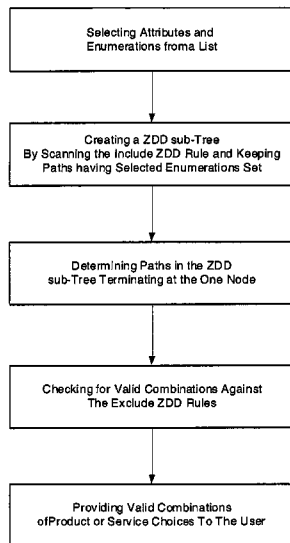 Selecting Attributes and
Enumerations froma List
Creating a ZDD sub-Tree
By Scanning the Include ZDD Rule and Keeping
Paths having Selected Enumerations Set
Determining Paths in the ZDD
sub-Tree Terminating at the One Node
Checking for Valid Combinations Against
The Exclude ZDD Rules
Providing Valid Combinations
ofProduct or Service Choices To The User